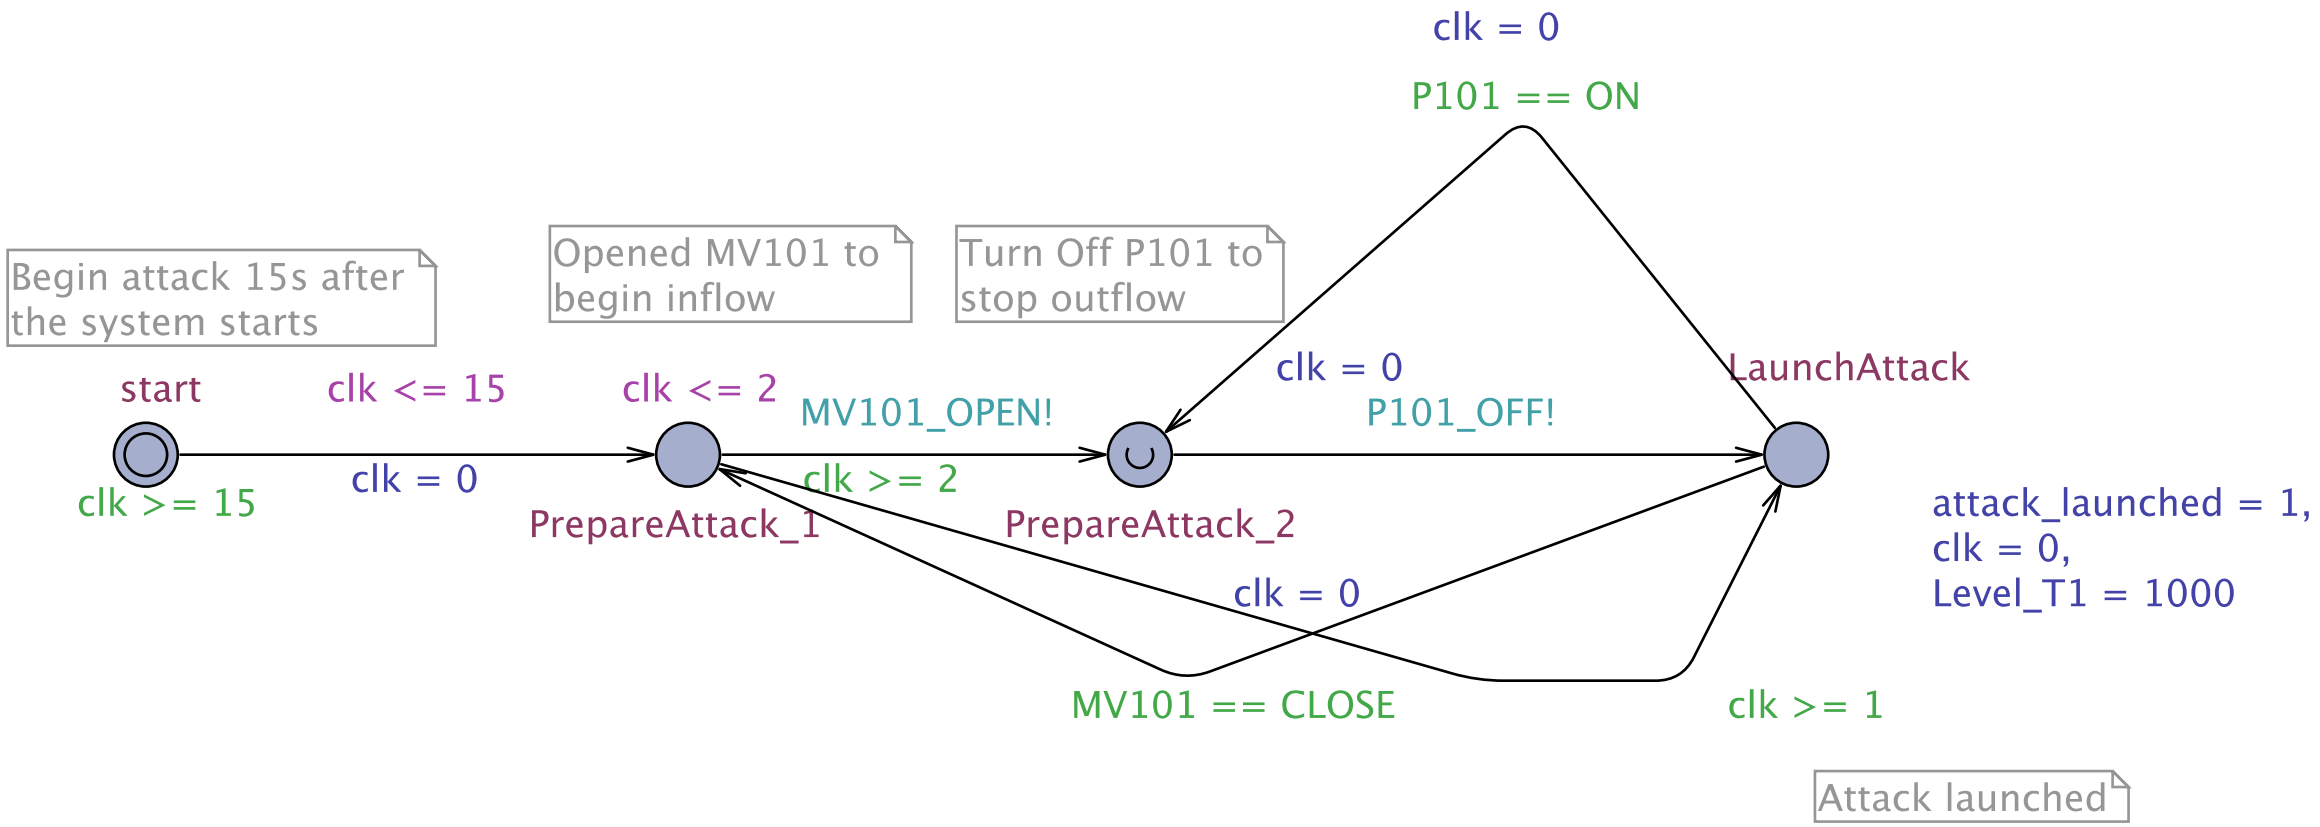 clk = 0
P101 == ON
Begin attack 15s after
the system starts
Opened MV101 to
begin inflow
Turn Off P101 to
stop outflow
start
clk <= 15
clk <= 2
MV101_OPEN!
clk = 0
P101_OFF!
LaunchAttack
clk >= 15
clk = 0
clk >= 2
PrepareAttack_1
PrepareAttack_2
attack_launched = 1,
clk = 0,
Level_T1 = 1000
clk = 0
MV101 == CLOSE
clk >= 1
Attack launched